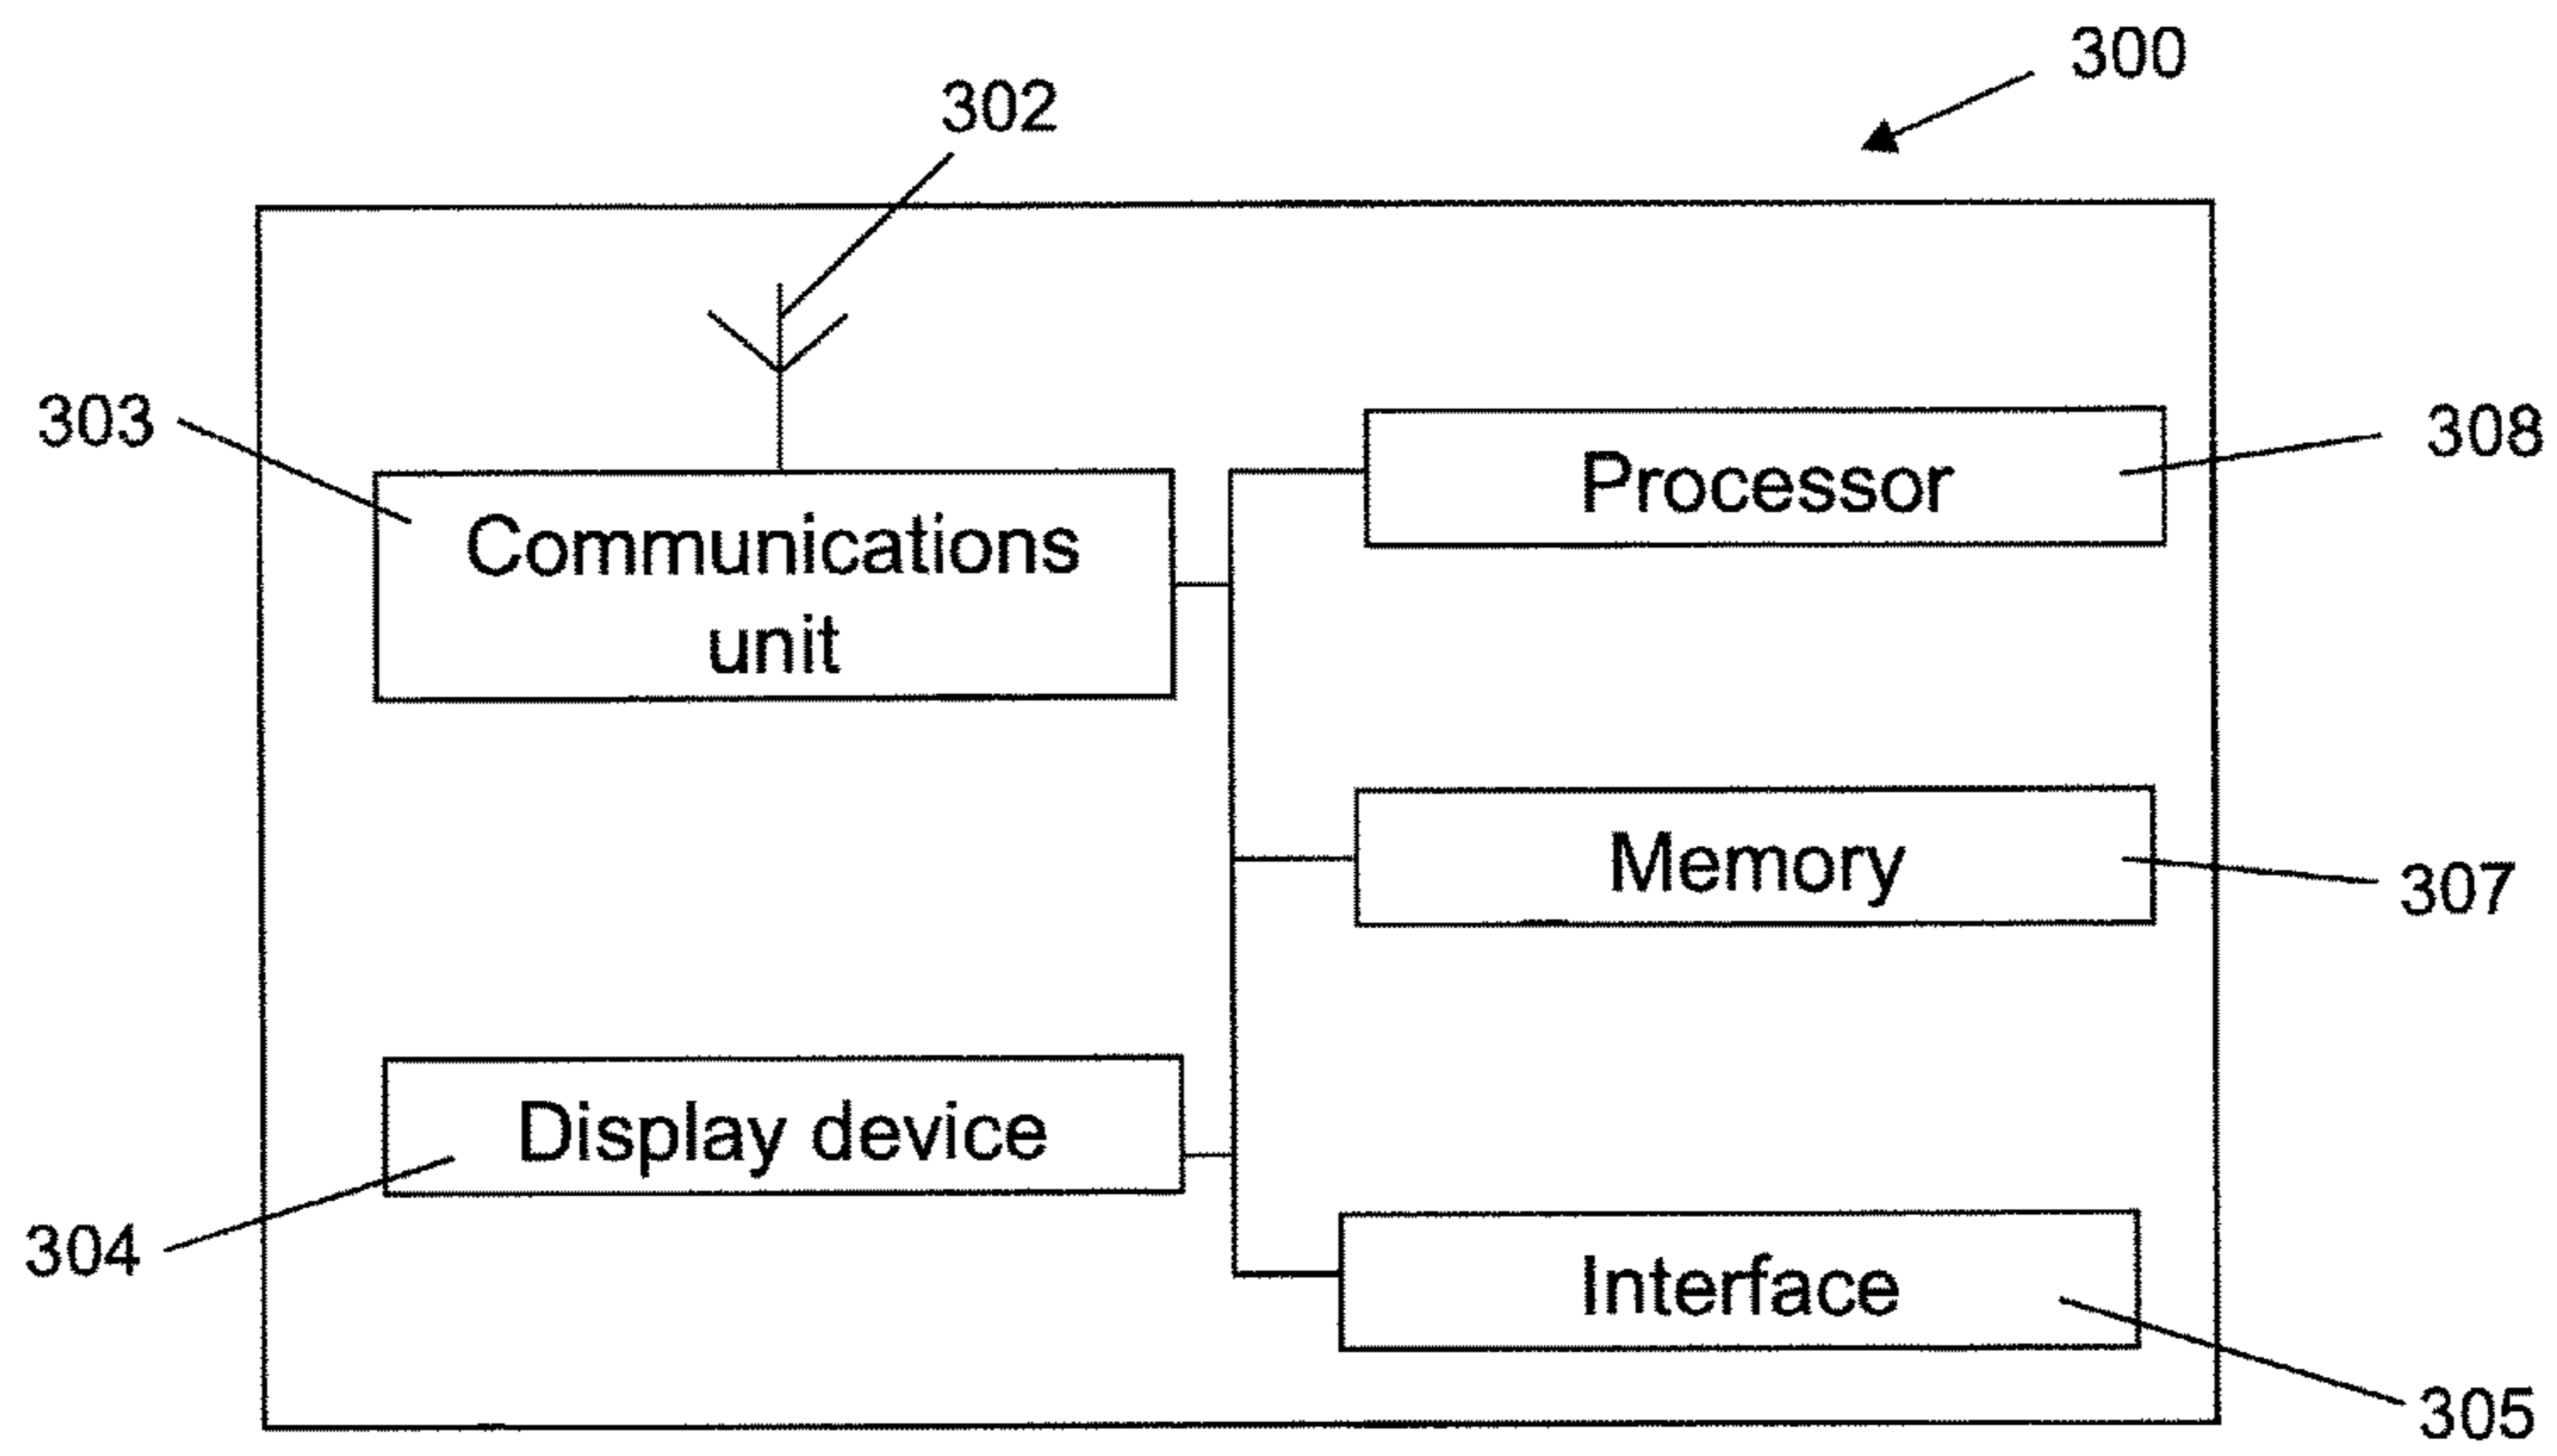 300
302
303
Communications
unit
Processor
308
Memory
307
Display device
304
Interface
305